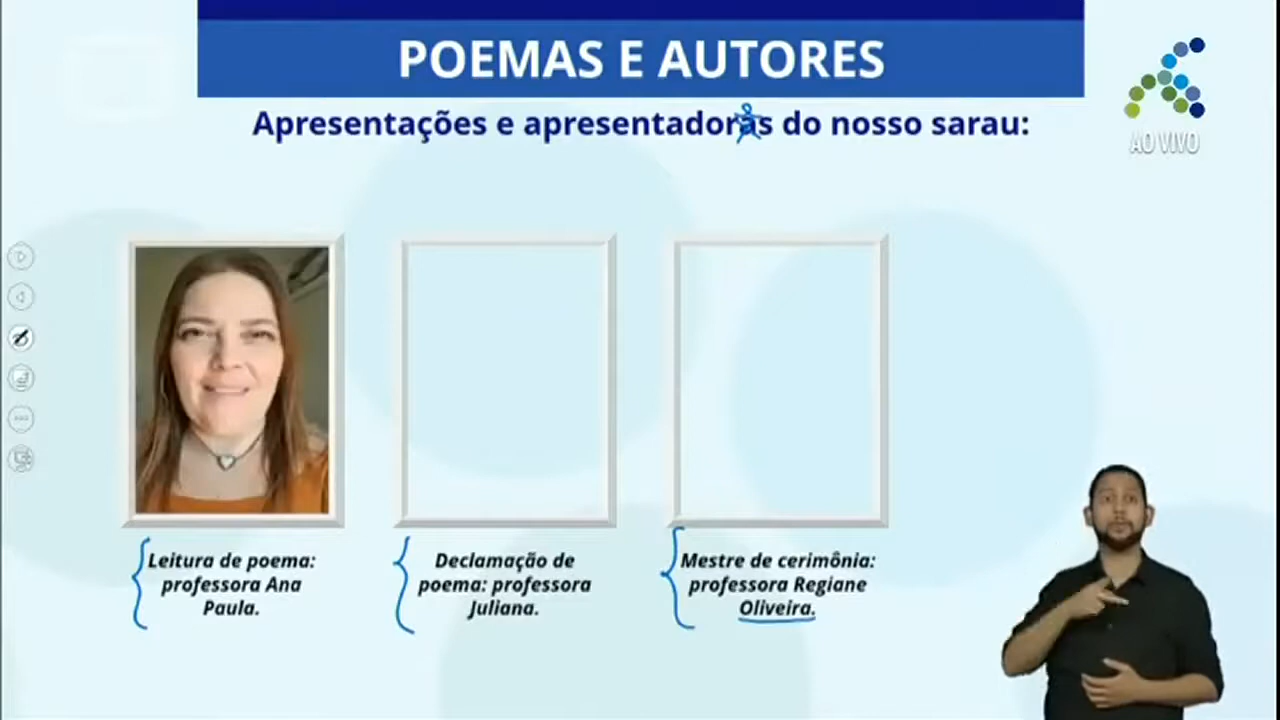 POEMAS E AUTORES
Apresentações e apresentadoras do nosso sarau:
AO VIVO
Leitura de poema:
professora Ana
Paula.
Declamação de
poema: professora
Juliana.
Mestre de cerimônia:
professora Regiane
Oliveira.